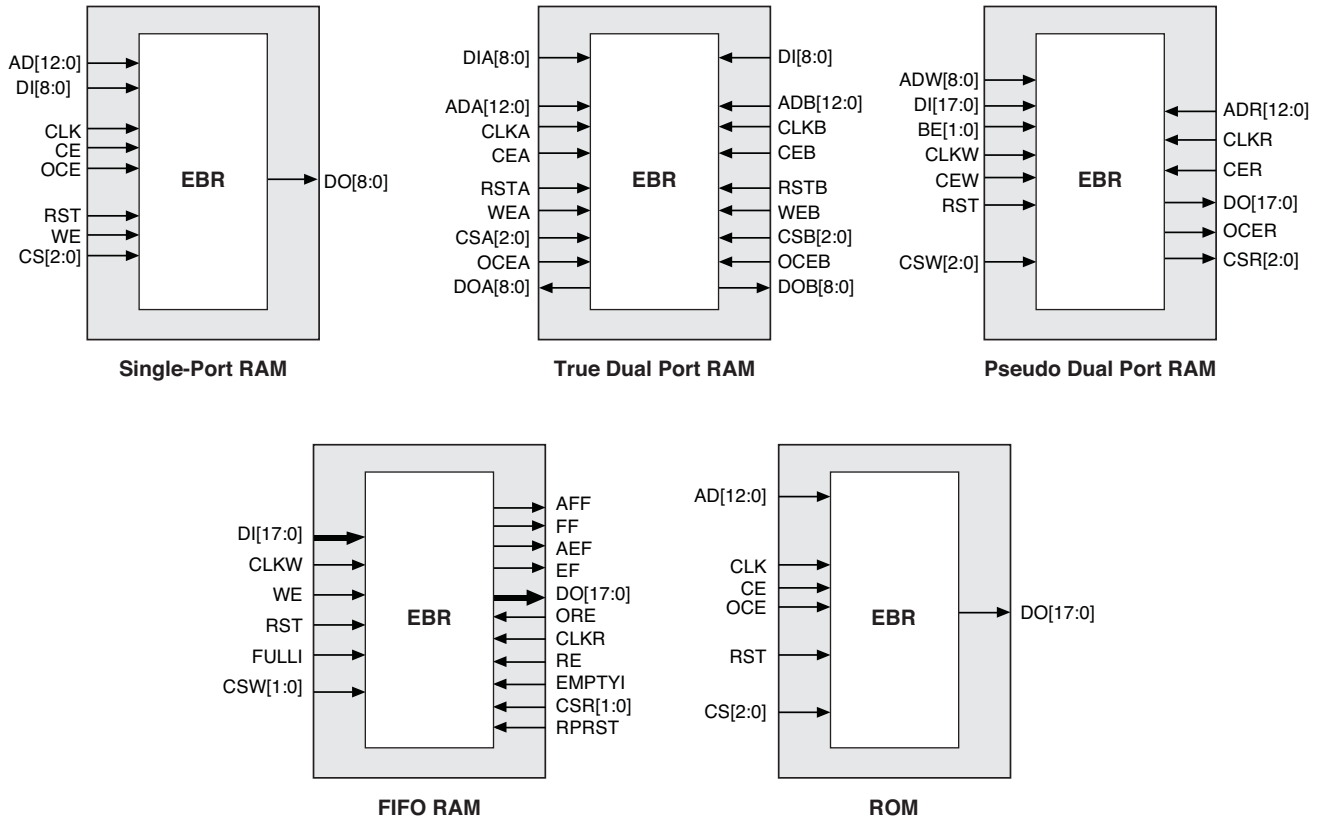 AD[12:0]
DI[8:0]
CLK
CE
OCE
RST
WE
CS[2:0]
EBR
DO[8:0]
Single-Port RAM
DIA[8:0]
ADA[12:0]
CLKA
CEA
RSTA
WEA
CSA[2:0]
OCEA
DOA[8:0]
EBR
DI[8:0]
ADB[12:0]
CLKB
CEB
RSTB
WEB
CSB[2:0]
OCEB
DOB[8:0]
True Dual Port RAM
ADW[8:0]
DI[17:0]
BE[1:0]
CLKW
CEW
RST
CSW[2:0]
EBR
ADR[12:0]
CLKR
CER
DO[17:0]
OCER
CSR[2:0]
Pseudo Dual Port RAM
DI[17:0]
CLKW
WE
RST
FULLI
CSW[1:0]
EBR
AFF
FF
AEF
EF
DO[17:0]
ORE
CLKR
RE
EMPTYI
CSR[1:0]
RPRST
FIFO RAM
AD[12:0]
CLK
CE
OCE
RST
CS[2:0]
EBR
DO[17:0]
ROM